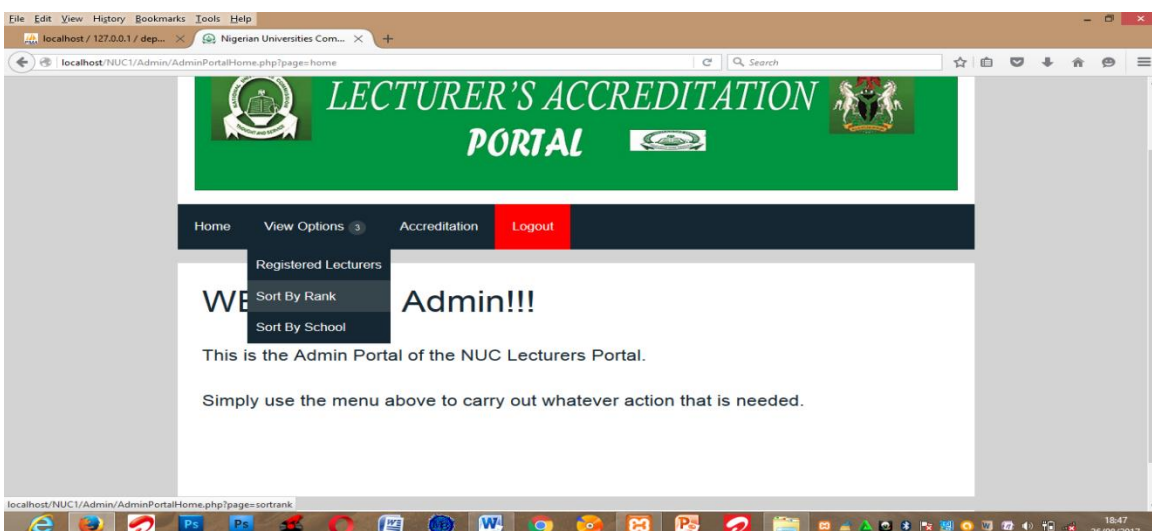 File Edit View History Bookmarks Tools Help
localhost / 127.0.0.1 / dep... × Nigerian Universities Com... × +
localhost/NUC1/Admin/AdminPortalHome.php?page=home Search
LECTURER'S ACCREDITATION
PORTAL
Home View Options 3 Accreditation Logout
Registered Lecturers
Sort By Rank
Sort By School
WE Admin!!!
This is the Admin Portal of the NUC Lecturers Portal.
Simply use the menu above to carry out whatever action that is needed.
localhost/NUC1/Admin/AdminPortalHome.php?page=sortrank
Ps Ps W
18:47